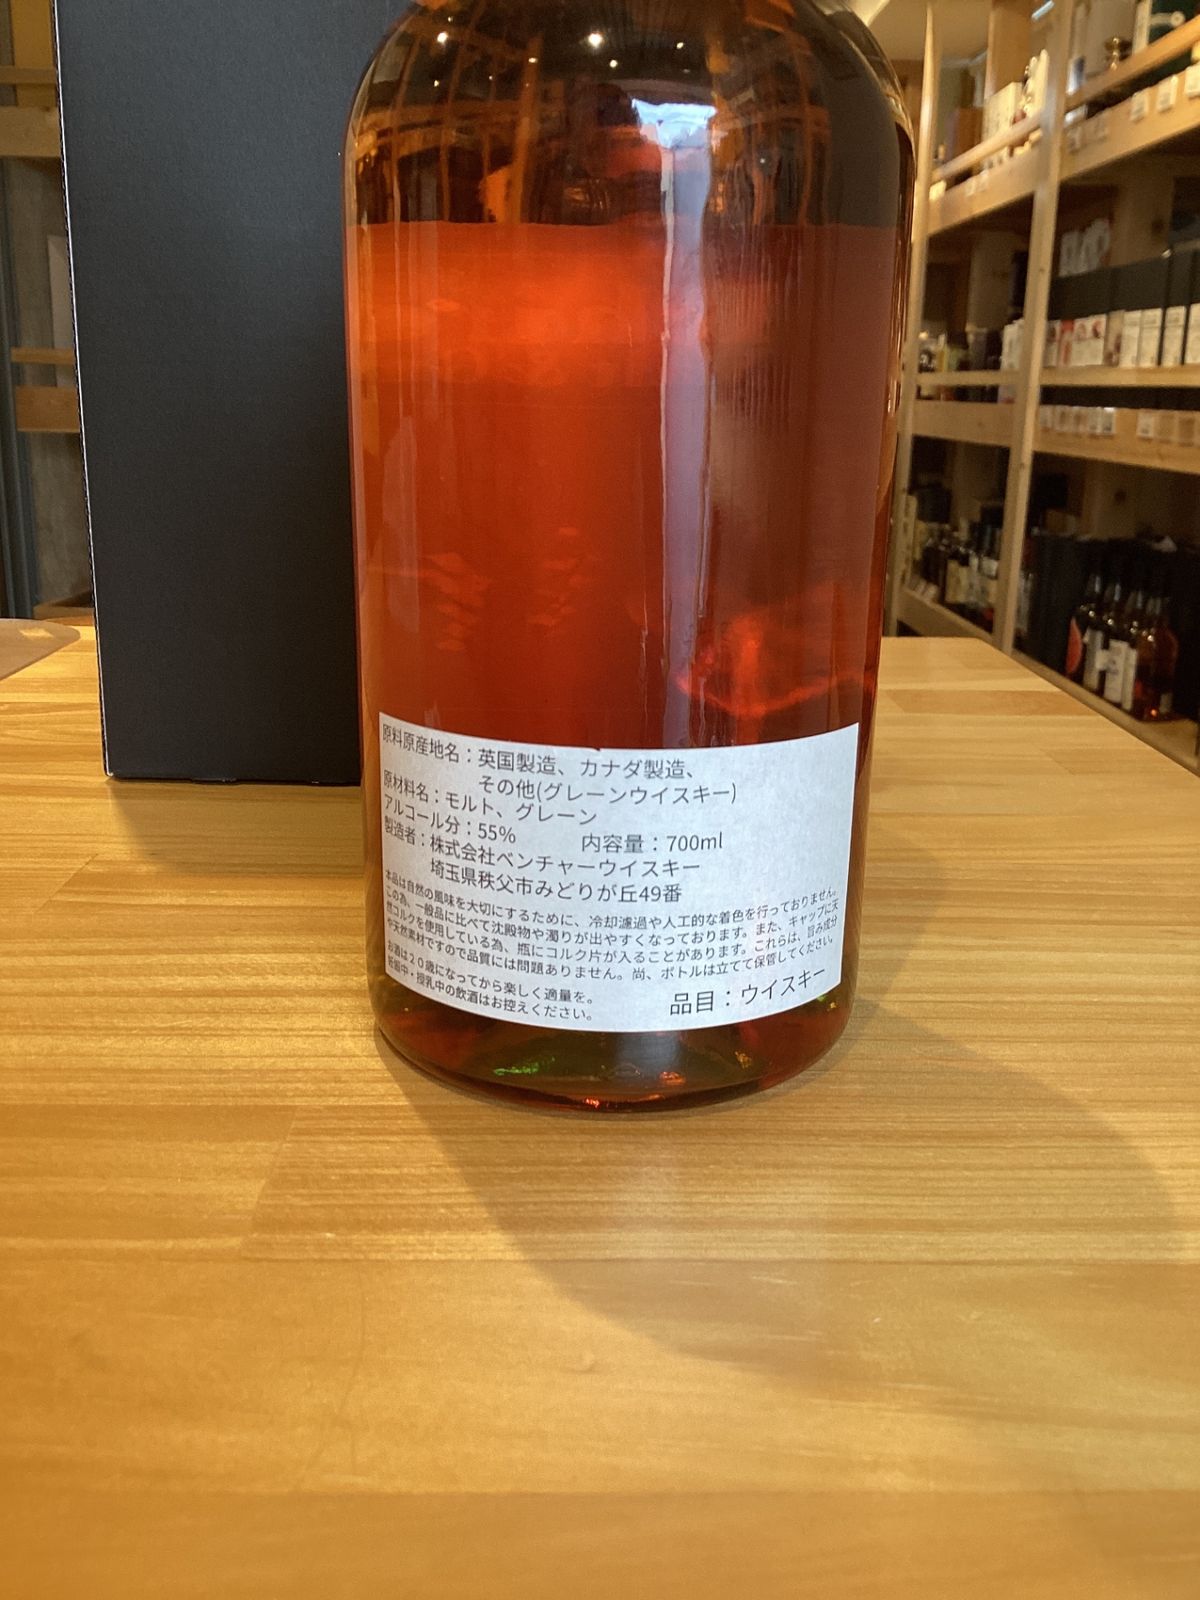 原料原産地名：英国製造、カナダ製造、
その他(グレーンウイスキー)
原材料名：モルト、グレーン
アルコール分：55% 内容量：700ml
製造者：株式会社ベンチャーウイスキー
埼玉県秩父市みどりが丘49番
本品は自然の風味を大切にするために、冷却濾過や人工的な着色を行っておりません。
この為、一般品に比べて沈殿物や濁りが出やすくなっております。また、キャップに天
然コルクを使用している為、瓶にコルク片が入ることがあります。これらは、旨み成分
や天然素材ですので品質には問題ありません。尚、ボトルは立てて保管してください。
お酒は２０歳になってから楽しく適量を。
妊娠中・授乳中の飲酒はお控えください。
品目：ウイスキー